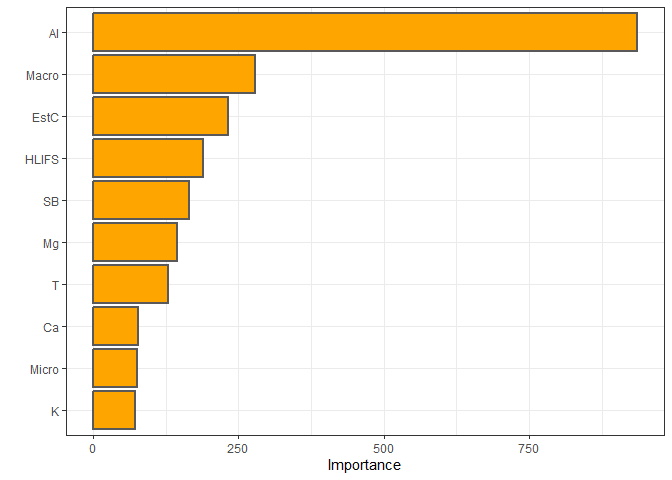 Al
Macro
EstC
HLIFS
SB
Mg
T
Ca
Micro
K
0 250 500 750
Importance